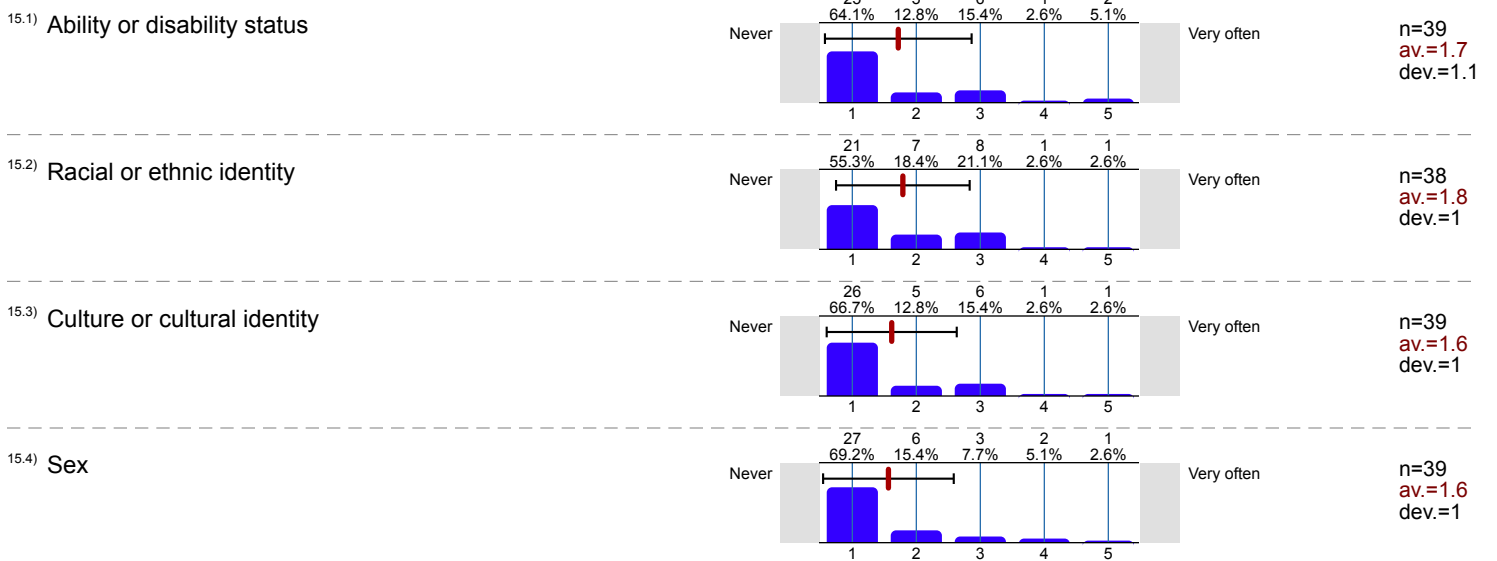 64.1% 12.8% 15.4% 2.6% 5.1%
15.1) Ability or disability status
Never
Very often
n=39
av.=1.7
dev.=1.1
1 2 3 4 5
21 7 8 1 1
55.3% 18.4% 21.1% 2.6% 2.6%
15.2) Racial or ethnic identity
Never
Very often
n=38
av.=1.8
dev.=1
1 2 3 4 5
26 5 6 1 1
66.7% 12.8% 15.4% 2.6% 2.6%
15.3) Culture or cultural identity
Never
Very often
n=39
av.=1.6
dev.=1
1 2 3 4 5
27 6 3 2 1
69.2% 15.4% 7.7% 5.1% 2.6%
15.4) Sex
Never
Very often
n=39
av.=1.6
dev.=1
1 2 3 4 5